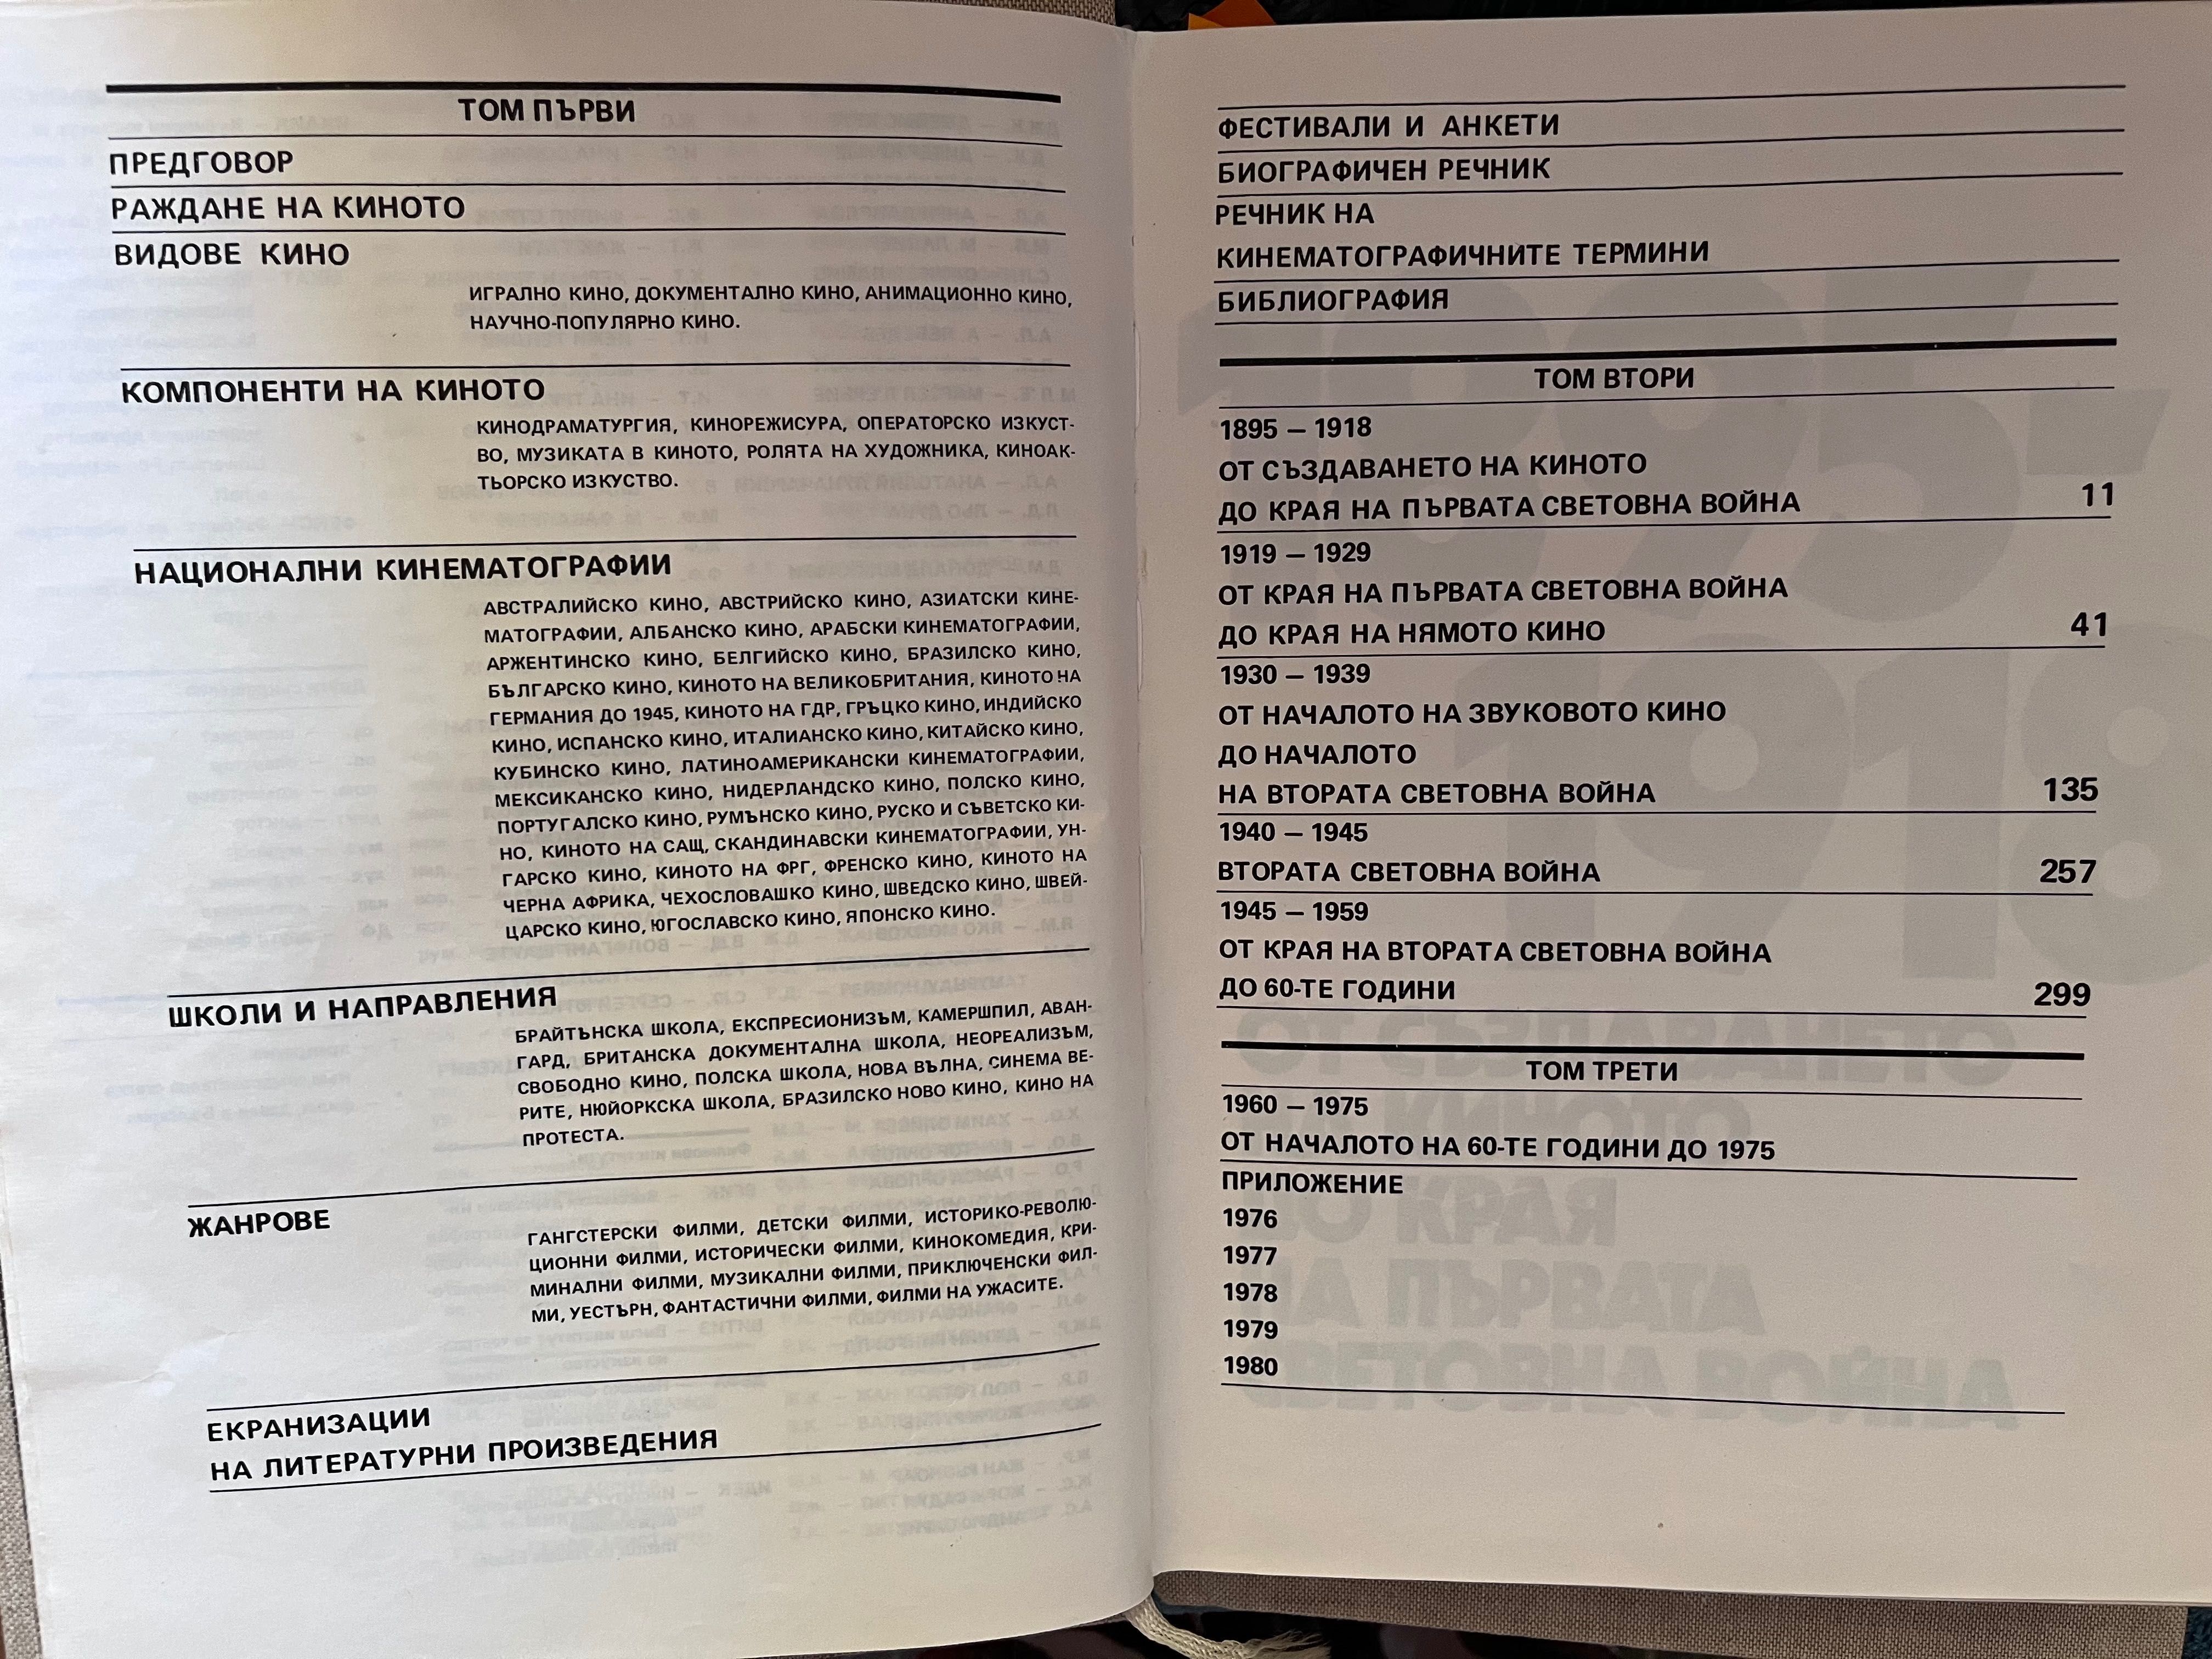 ТОМ ПЪРВИ
ПРЕДГОВОР
РАЖДАНЕ НА КИНОТО
ВИДОВЕ КИНО
ИГРАЛНО КИНО, ДОКУМЕНТАЛНО КИНО, АНИМАЦИОННО КИНО,
НАУЧНО-ПОПУЛЯРНО КИНО.
КОМПОНЕНТИ НА КИНОТО
КИНОДРАМАТУРГИЯ, КИНОРЕЖИСУРА, ОПЕРАТОРСКО ИЗКУСТ-
ВО, МУЗИКАТА В КИНОТО, РОЛЯТА НА ХУДОЖНИКА, КИНОАК-
ТЬОРСКО ИЗКУСТВО.
НАЦИОНАЛНИ КИНЕМАТОГРАФИИ
АВСТРАЛИЙСКО КИНО, АВСТРИЙСКО КИНО, АЗИАТСКИ КИНЕ-
МАТОГРАФИИ, АЛБАНСКО КИНО, АРАБСКИ КИНЕМАТОГРАФИИ,
АРЖЕНТИНСКО КИНО, БЕЛГИЙСКО КИНО, БРАЗИЛСКО КИНО,
БЪЛГАРСКО КИНО, КИНОТО НА ВЕЛИКОБРИТАНИЯ, КИНОТО НА
ГЕРМАНИЯ ДО 1945, КИНОТО НА ГДР, ГРЪЦКО КИНО, ИНДИЙСКО
КИНО, ИСПАНСКО КИНО, ИТАЛИАНСКО КИНО, КИТАЙСКО КИНО,
КУБИНСКО КИНО, ЛАТИНОАМЕРИКАНСКИ КИНЕМАТОГРАФИИ,
МЕКСИКАНСКО КИНО, НИДЕРЛАНДСКО КИНО, ПОЛСКО КИНО,
ПОРТУГАЛСКО КИНО, РУМЪНСКО КИНО, РУСКО И СЪВЕТСКО КИ-
НО, КИНОТО НА САЩ, СКАНДИНАВСКИ КИНЕМАТОГРАФИИ, УН-
ГАРСКО КИНО, КИНОТО НА ФРГ, ФРЕНСКО КИНО, КИНОТО НА
ЧЕРНА АФРИКА, ЧЕХОСЛОВАШКО КИНО, ШВЕДСКО КИНО, ШВЕЙ-
ЦАРСКО КИНО, ЮГОСЛАВСКО КИНО, ЯПОНСКО КИНО.
ШКОЛИ И НАПРАВЛЕНИЯ
БРАЙТЪНСКА ШКОЛА, ЕКСПРЕСИОНИЗЪМ, КАМЕРШПИЛ, АВАН-
ГАРД, БРИТАНСКА ДОКУМЕНТАЛНА ШКОЛА, НЕОРЕАЛИЗЪМ,
СВОБОДНО КИНО, ПОЛСКА ШКОЛА, НОВА ВЪЛНА, СИНЕМА ВЕ-
РИТЕ, НЮЙОРКСКА ШКОЛА, БРАЗИЛСКО НОВО КИНО, КИНО НА
ПРОТЕСТА.
ЖАНРОВЕ
ГАНГСТЕРСКИ ФИЛМИ, ДЕТСКИ ФИЛМИ, ИСТОРИКО-РЕВОЛЮ-
ЦИОННИ ФИЛМИ, ИСТОРИЧЕСКИ ФИЛМИ, КИНОКОМЕДИЯ, КРИ-
МИНАЛНИ ФИЛМИ, МУЗИКАЛНИ ФИЛМИ, ПРИКЛЮЧЕНСКИ ФИЛ-
МИ, УЕСТЪРН, ФАНТАСТИЧНИ ФИЛМИ, ФИЛМИ НА УЖАСИТЕ.
ЕКРАНИЗАЦИИ
НА ЛИТЕРАТУРНИ ПРОИЗВЕДЕНИЯ
ФЕСТИВАЛИ И АНКЕТИ
БИОГРАФИЧЕН РЕЧНИК
РЕЧНИК НА
КИНЕМАТОГРАФИЧНИТЕ ТЕРМИНИ
БИБЛИОГРАФИЯ
ТОМ ВТОРИ
1895 – 1918
ОТ СЪЗДАВАНЕТО НА КИНОТО
ДО КРАЯ НА ПЪРВАТА СВЕТОВНА ВОЙНА 11
1919 – 1929
ОТ КРАЯ НА ПЪРВАТА СВЕТОВНА ВОЙНА
ДО КРАЯ НА НЯМОТО КИНО 41
1930 – 1939
ОТ НАЧАЛОТО НА ЗВУКОВОТО КИНО
ДО НАЧАЛОТО
НА ВТОРАТА СВЕТОВНА ВОЙНА 135
1940 – 1945
ВТОРАТА СВЕТОВНА ВОЙНА 257
1945 – 1959
ОТ КРАЯ НА ВТОРАТА СВЕТОВНА ВОЙНА
ДО 60-ТЕ ГОДИНИ 299
ТОМ ТРЕТИ
1960 – 1975
ОТ НАЧАЛОТО НА 60-ТЕ ГОДИНИ ДО 1975
ПРИЛОЖЕНИЕ
1976
1977
1978
1979
1980